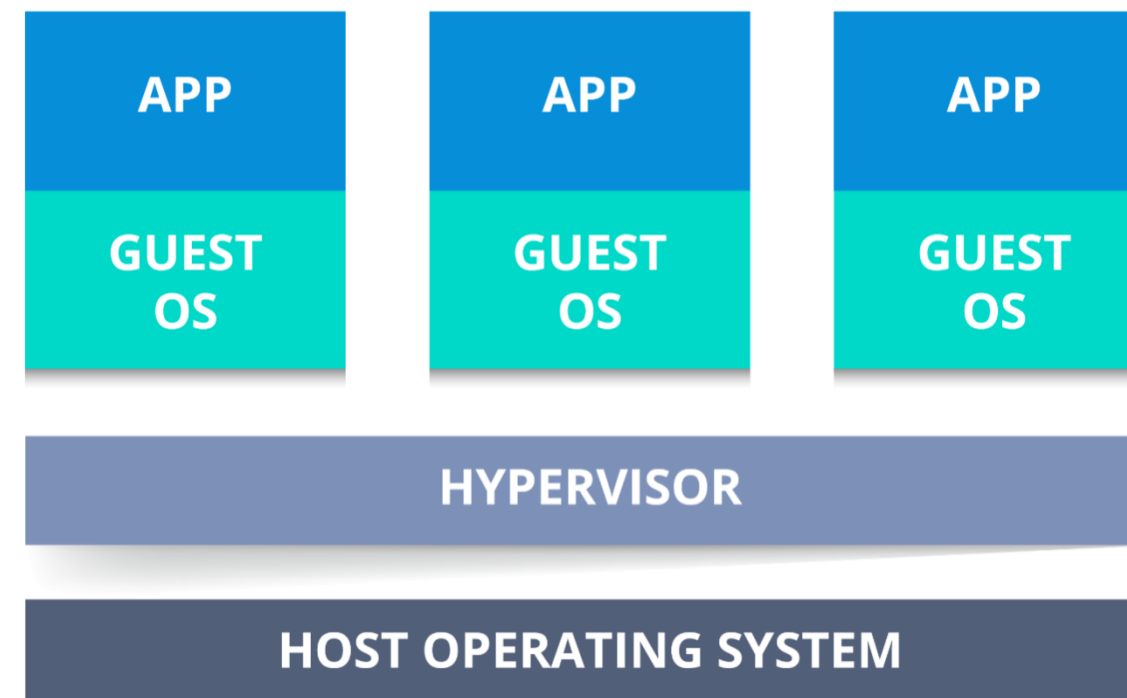 APP
APP
APP
GUEST
OS
GUEST
OS
GUEST
OS
HYPERVISOR
HOST OPERATING SYSTEM